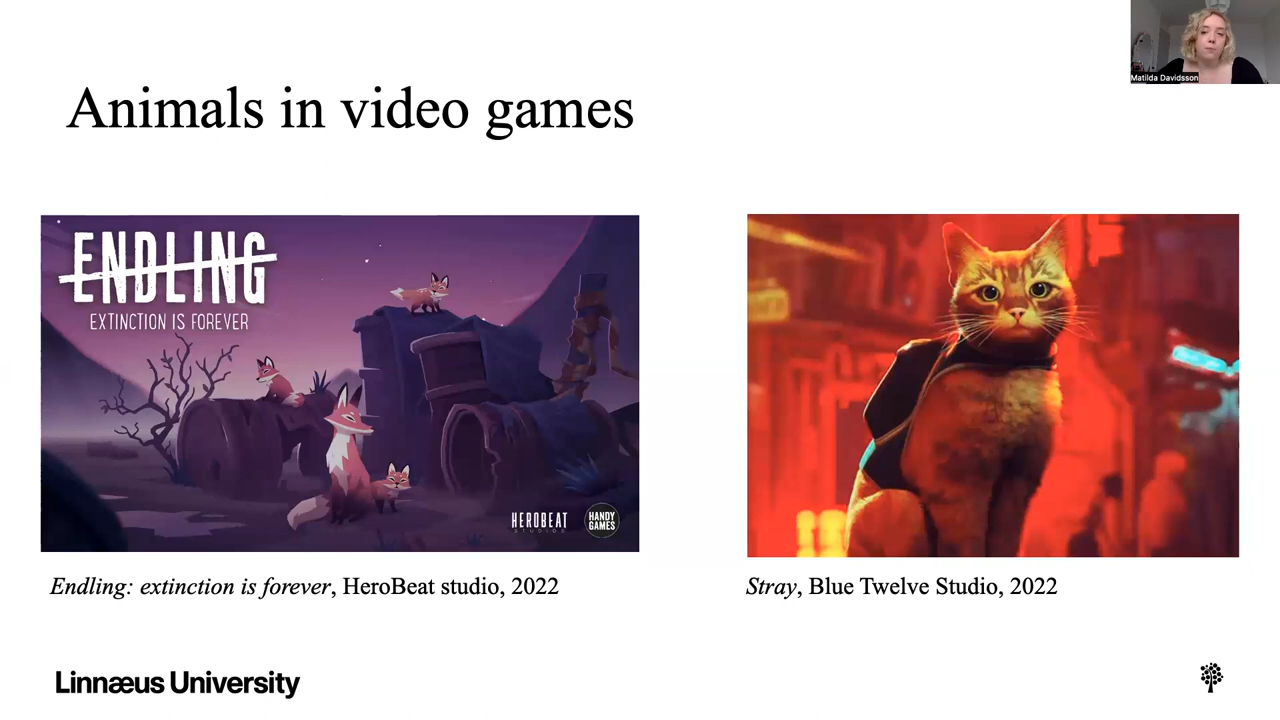 Matilda Davidsson
Animals in video games
ENDLING
EXTINCTION IS FOREVER
HEROBEAT
STUDIOS
HANDY
GAMES
Endling: extinction is forever, HeroBeat studio, 2022
Stray, Blue Twelve Studio, 2022
Linnæus University